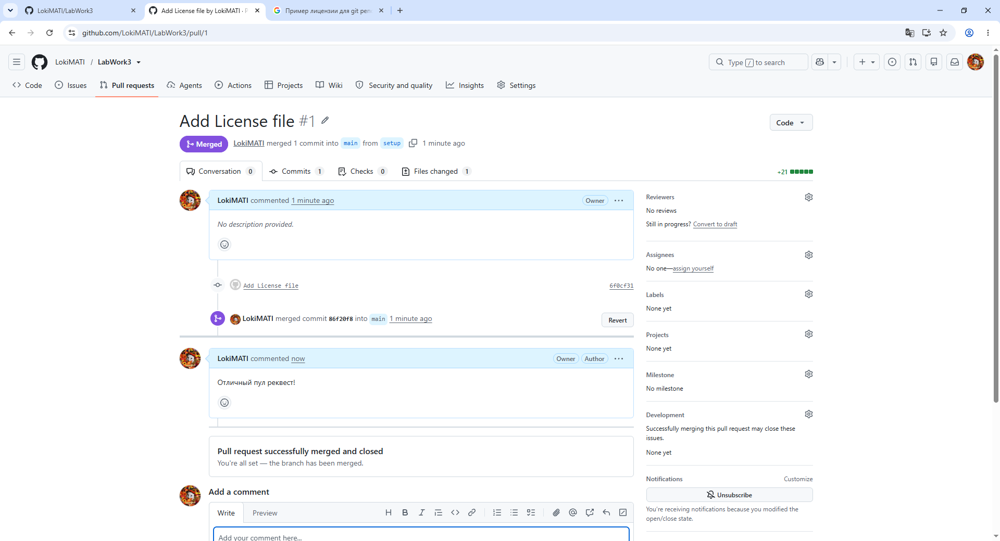 LokiMATI/LabWork3
Add License file by LokiMATI · P
Пример лицензии для git
github.com/LokiMATI/LabWork3/pull/1
LokiMATI / LabWork3
Type / to search
Code
Issues
Pull requests
Agents
Actions
Projects
Wiki
Security and quality
Insights
Settings
Add License file #1
Code
Merged
LokiMATI merged 1 commit into main from setup 1 minute ago
Conversation 0
Commits 1
Checks 0
Files changed 1
+21
LokiMATI commented 1 minute ago
Owner
No description provided.
Add License file
6f0cf31
LokiMATI merged commit 86f20f8 into main 1 minute ago
Revert
LokiMATI commented now
Owner
Author
Отличный пул реквест!
Pull request successfully merged and closed
You're all set — the branch has been merged.
Add a comment
Write
Preview
H B I
Add your comment here...
Reviewers
No reviews
Still in progress? Convert to draft
Assignees
No one—assign yourself
Labels
None yet
Projects
None yet
Milestone
No milestone
Development
Successfully merging this pull request may close these
issues.
None yet
Notifications
Customize
Unsubscribe
You're receiving notifications because you modified the
open/close state.